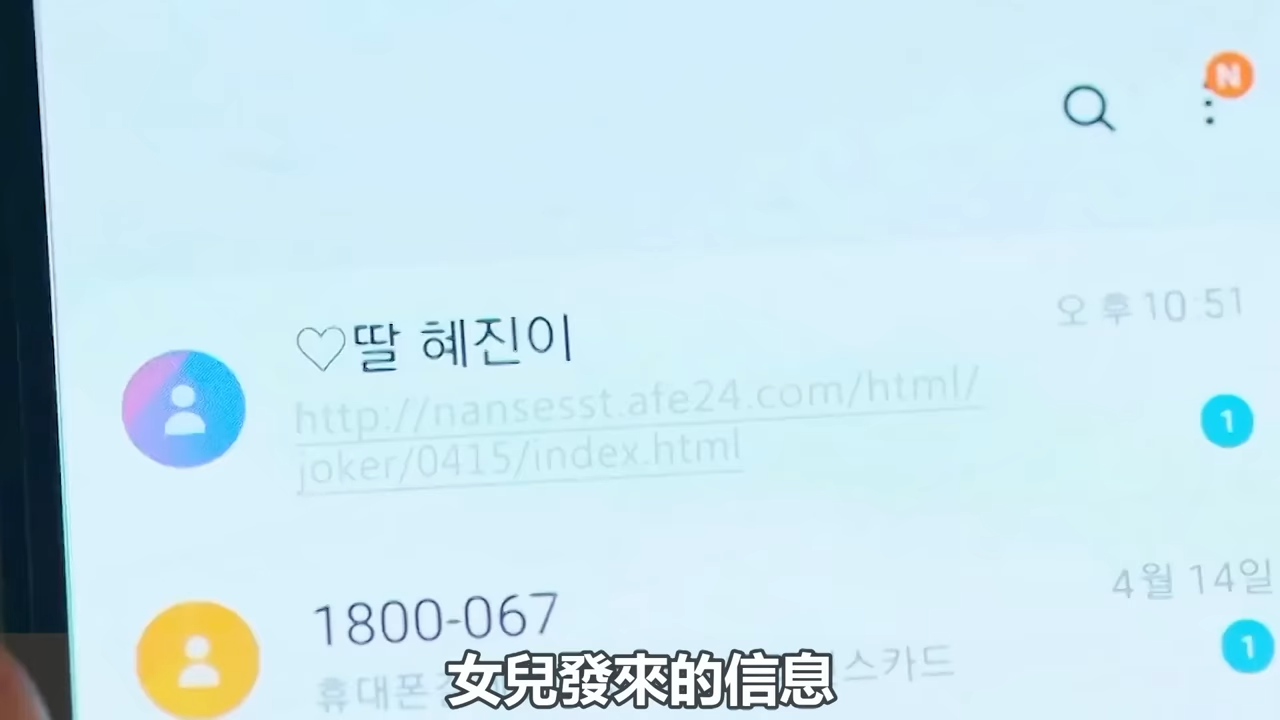 N
♡딸 혜진이
오후 10:51
http://nansesst.afe24.com/html/
joker/0415/index.html
1
1800-067
4월 14일
휴대폰
스카드
1
女兒發來的信息